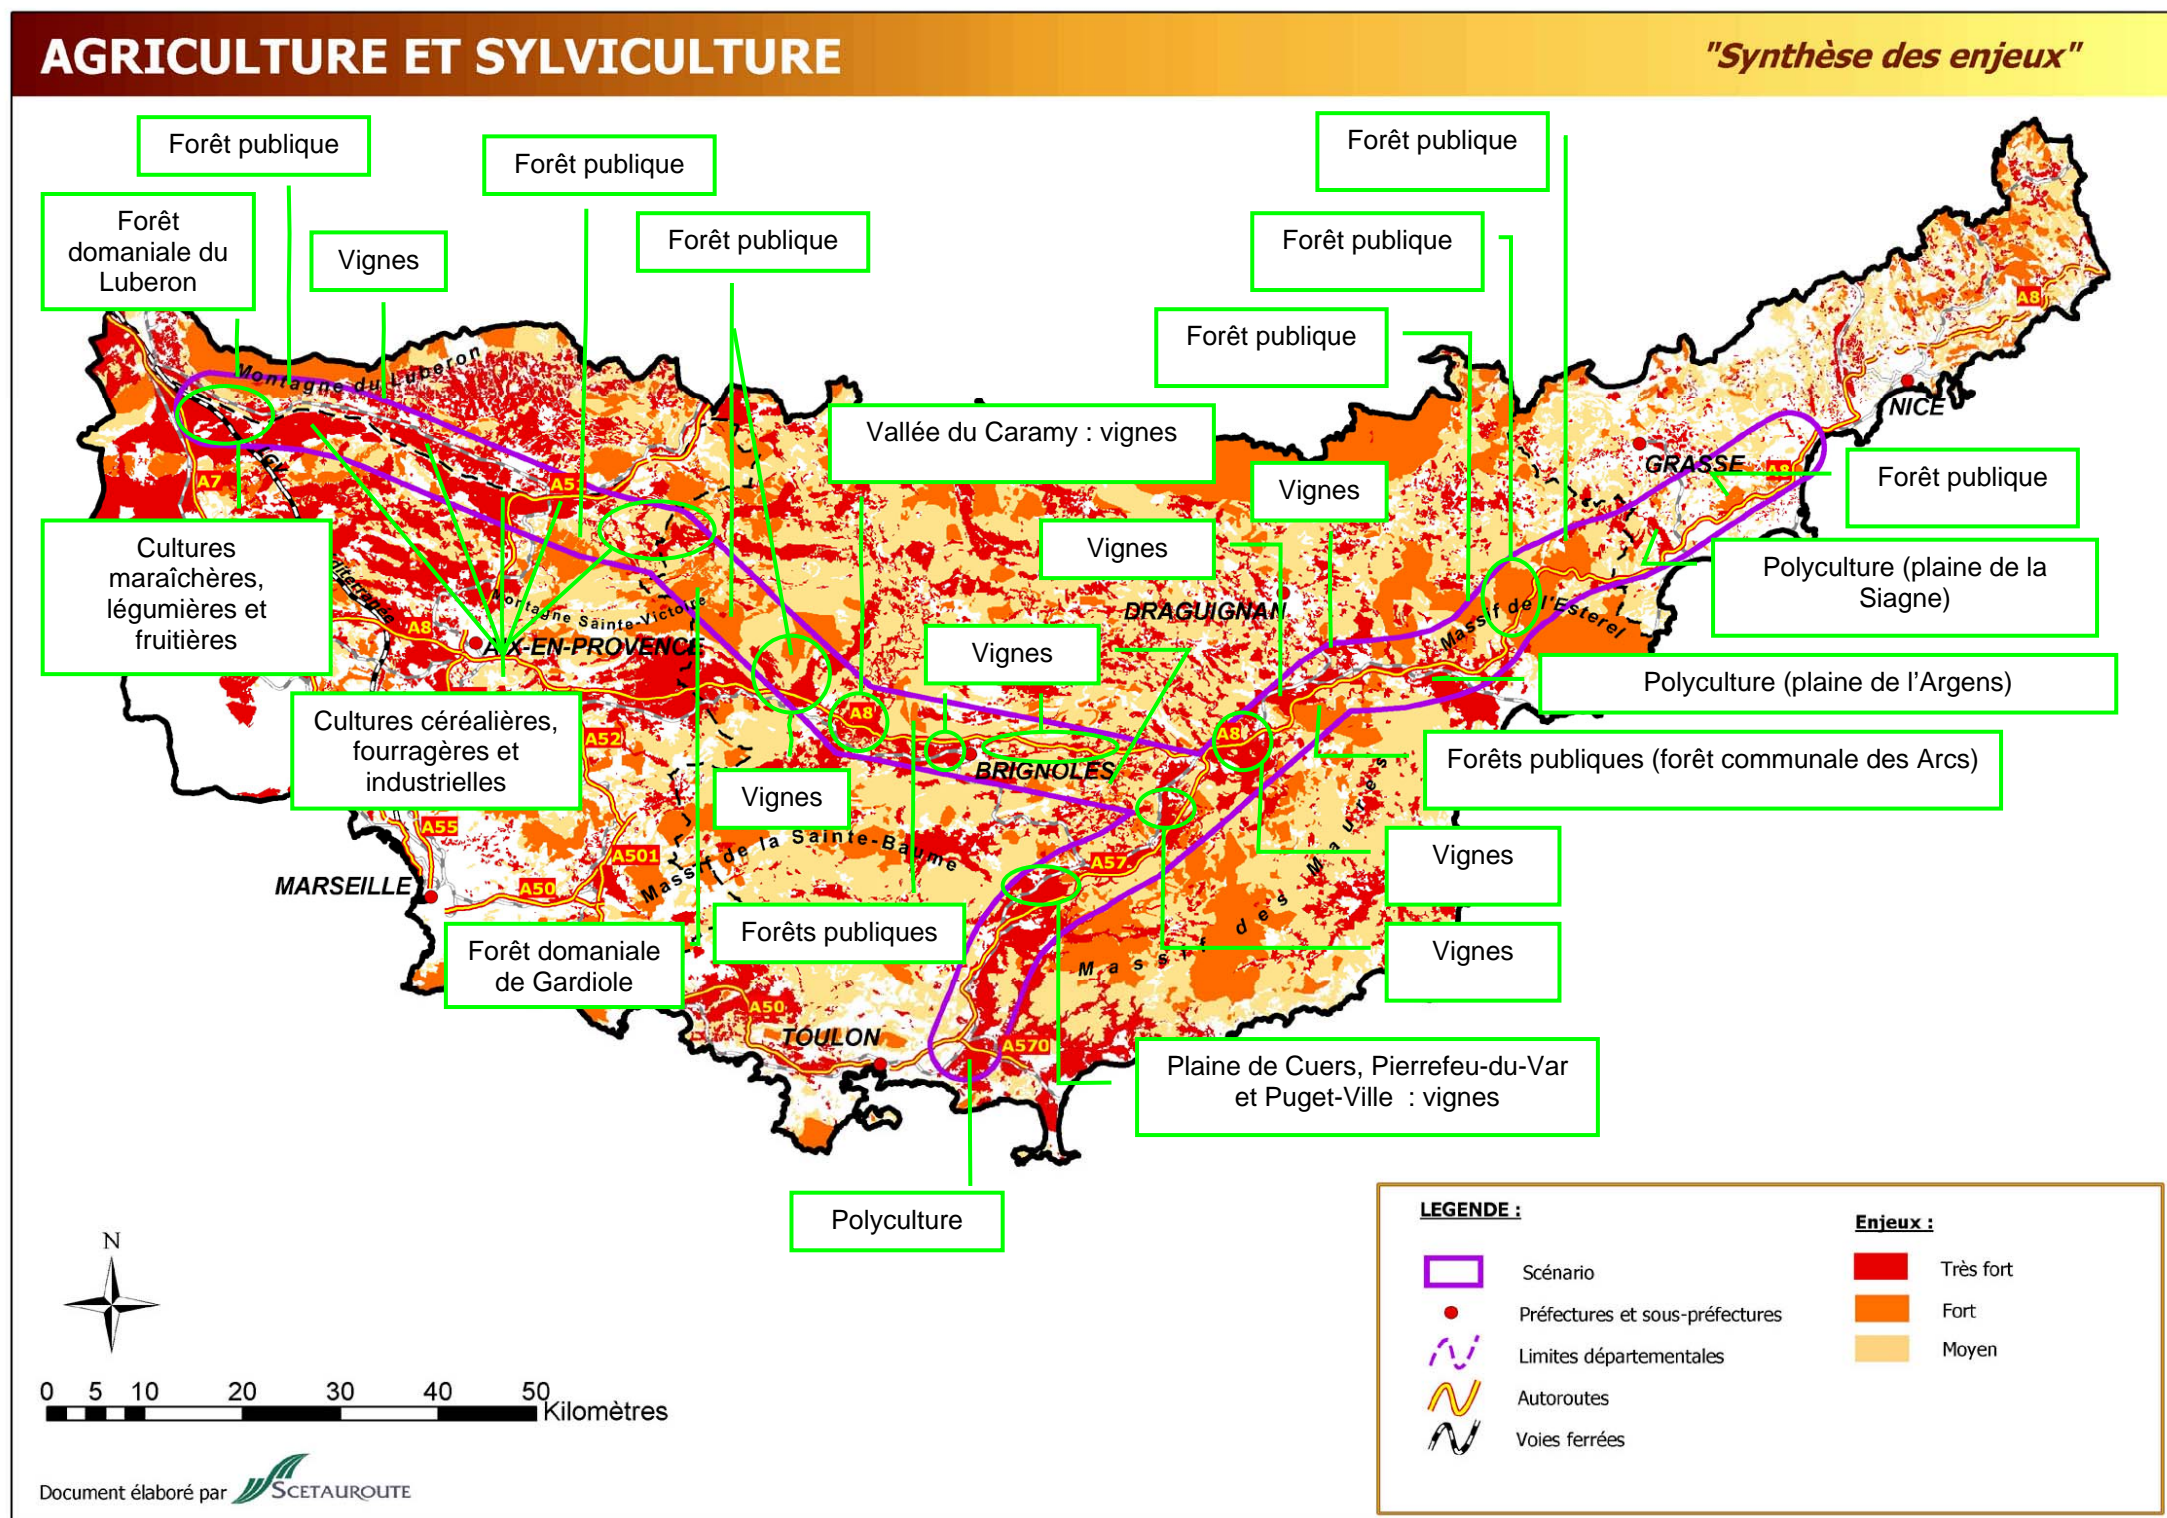 AGRICULTURE ET SYLVICULTURE
"Synthèse des enjeux"
Forêt publique
Forêt publique
Forêt publique
Forêt
domaniale du
Luberon
Vignes
Forêt publique
Forêt publique
Forêt publique
Montagne du Luberon
A8
NICE
Vallée du Caramy : vignes
GRASSE
A8
Forêt publique
Vignes
A7
LGV
A51
Cultures
maraîchères,
légumières et
fruitières
Vignes
Polyculture (plaine de la
Siagne)
Montagne Sainte-Victoire
DRAGUIGNAN
Massif de l'Esterel
A8
AIX-EN-PROVENCE
Vignes
Polyculture (plaine de l'Argens)
Cultures céréalières,
fourragères et
industrielles
A52
A8
A8
BRIGNOLES
Forêts publiques (forêt communale des Arcs)
Vignes
A55
A501
Massif de la Sainte-Baume
A57
Vignes
MARSEILLE
A50
Massif des Maures
Forêts publiques
Forêt domaniale
de Gardiole
Vignes
A50
TOULON
A570
Plaine de Cuers, Pierrefeu-du-Var
et Puget-Ville : vignes
Polyculture
N
0 5 10 20 30 40 50
Kilomètres
Document élaboré par SCETAUROUTE
LEGENDE :
Scénario
Préfectures et sous-préfectures
Limites départementales
Autoroutes
Voies ferrées
Enjeux :
Très fort
Fort
Moyen